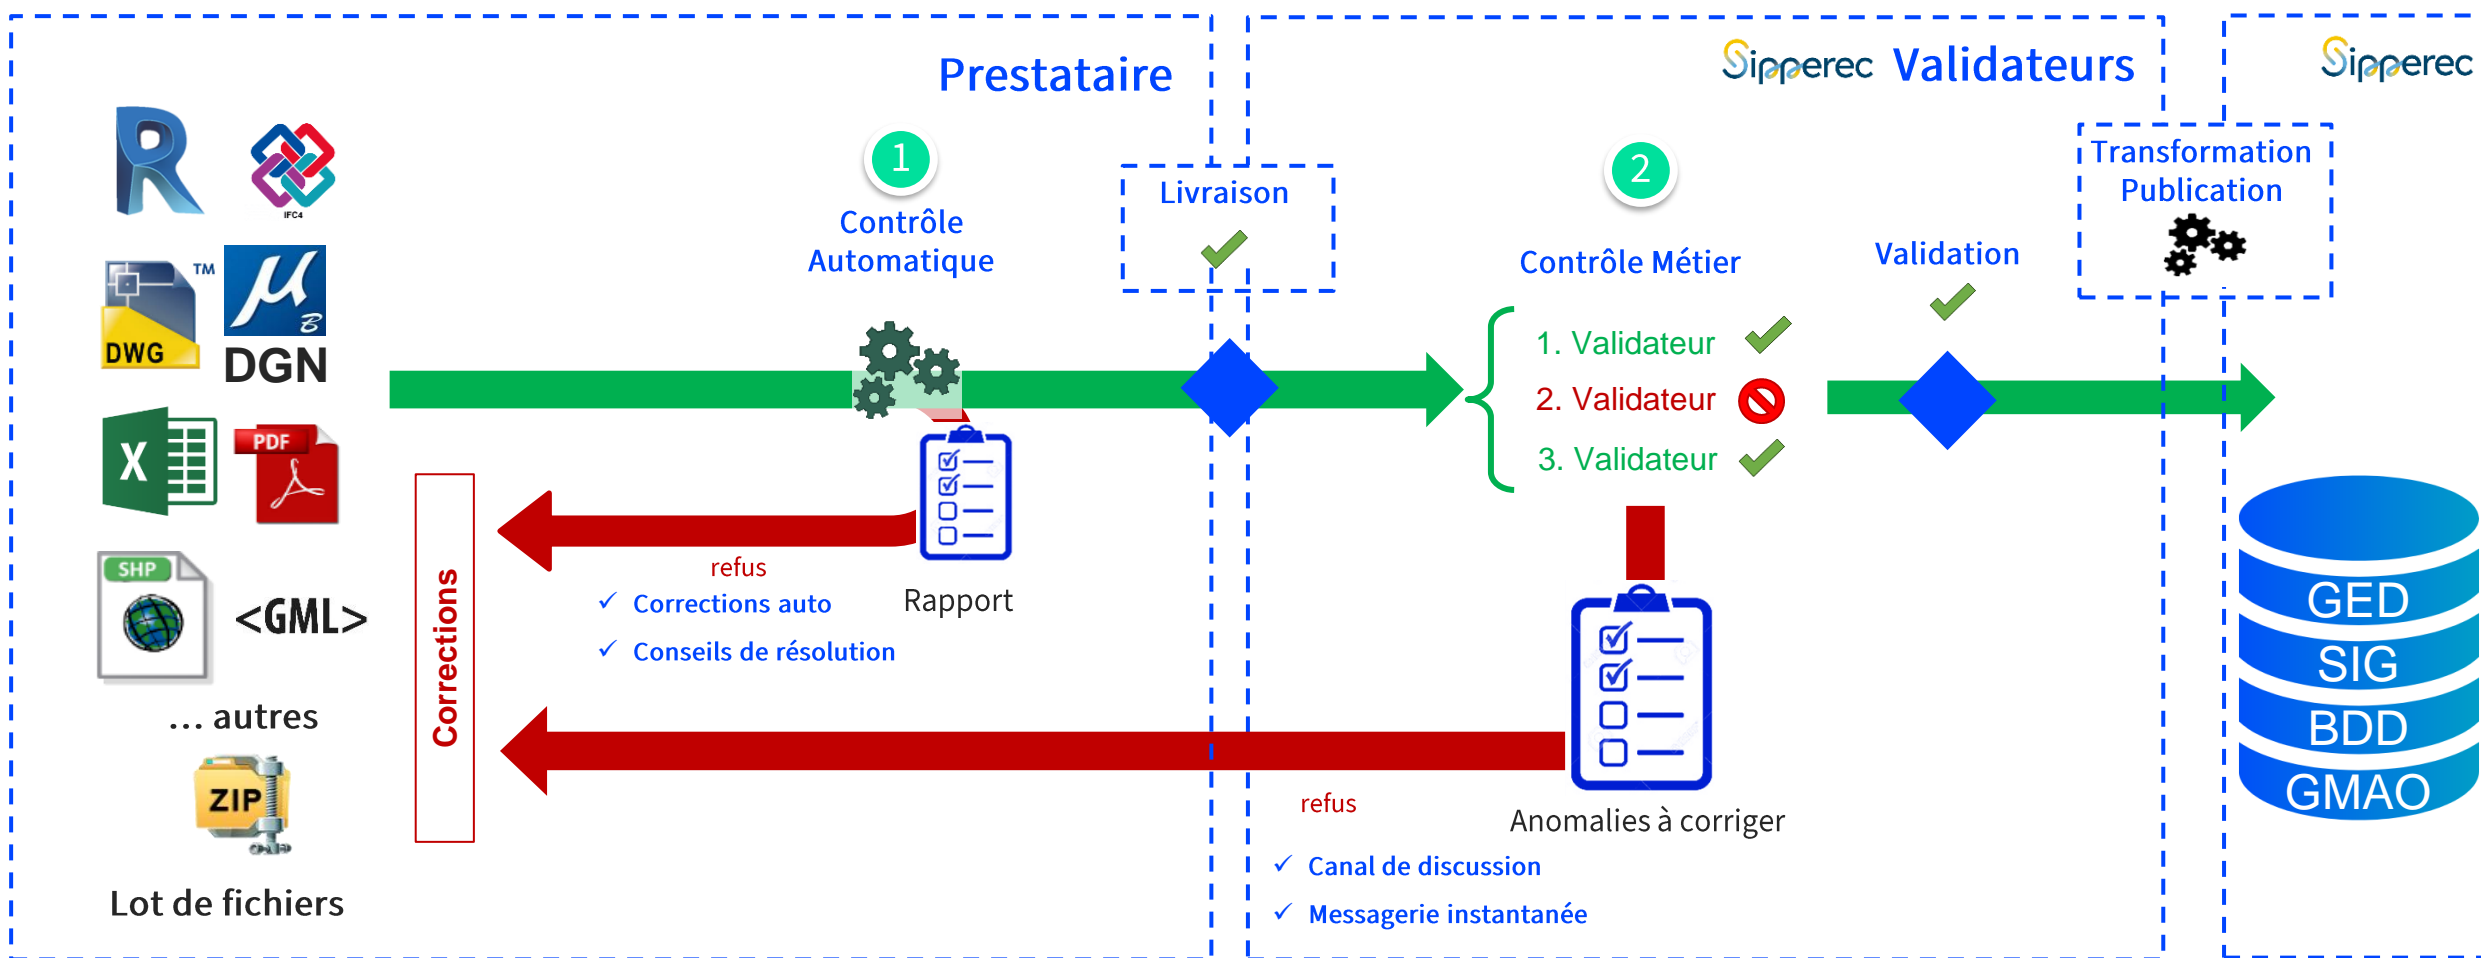 Prestataire
Sipperec Validateurs
Sipperec
IFC4
TM
DWG
B
DGN
X
PDF
SHP
<GML>
... autres
ZIP
Lot de fichiers
1
Contrôle
Automatique
Livraison
2
Contrôle Métier
1. Validateur
2. Validateur
3. Validateur
Validation
Transformation
Publication
Corrections
refus
Corrections auto
Conseils de résolution
Rapport
refus
Anomalies à corriger
Canal de discussion
Messagerie instantanée
GED
SIG
BDD
GMAO